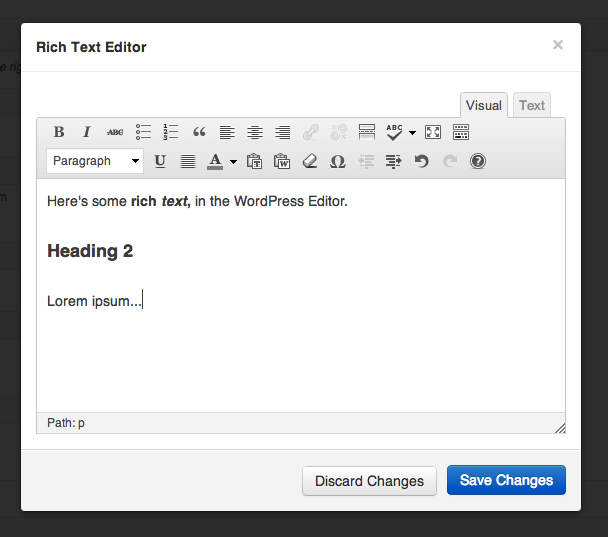 Rich Text Editor
×
Visual Text
B I ABC ABC
Paragraph U A T W Ω ?
Here's some rich text, in the WordPress Editor.
Heading 2
Lorem ipsum...
Path: p
Discard Changes Save Changes